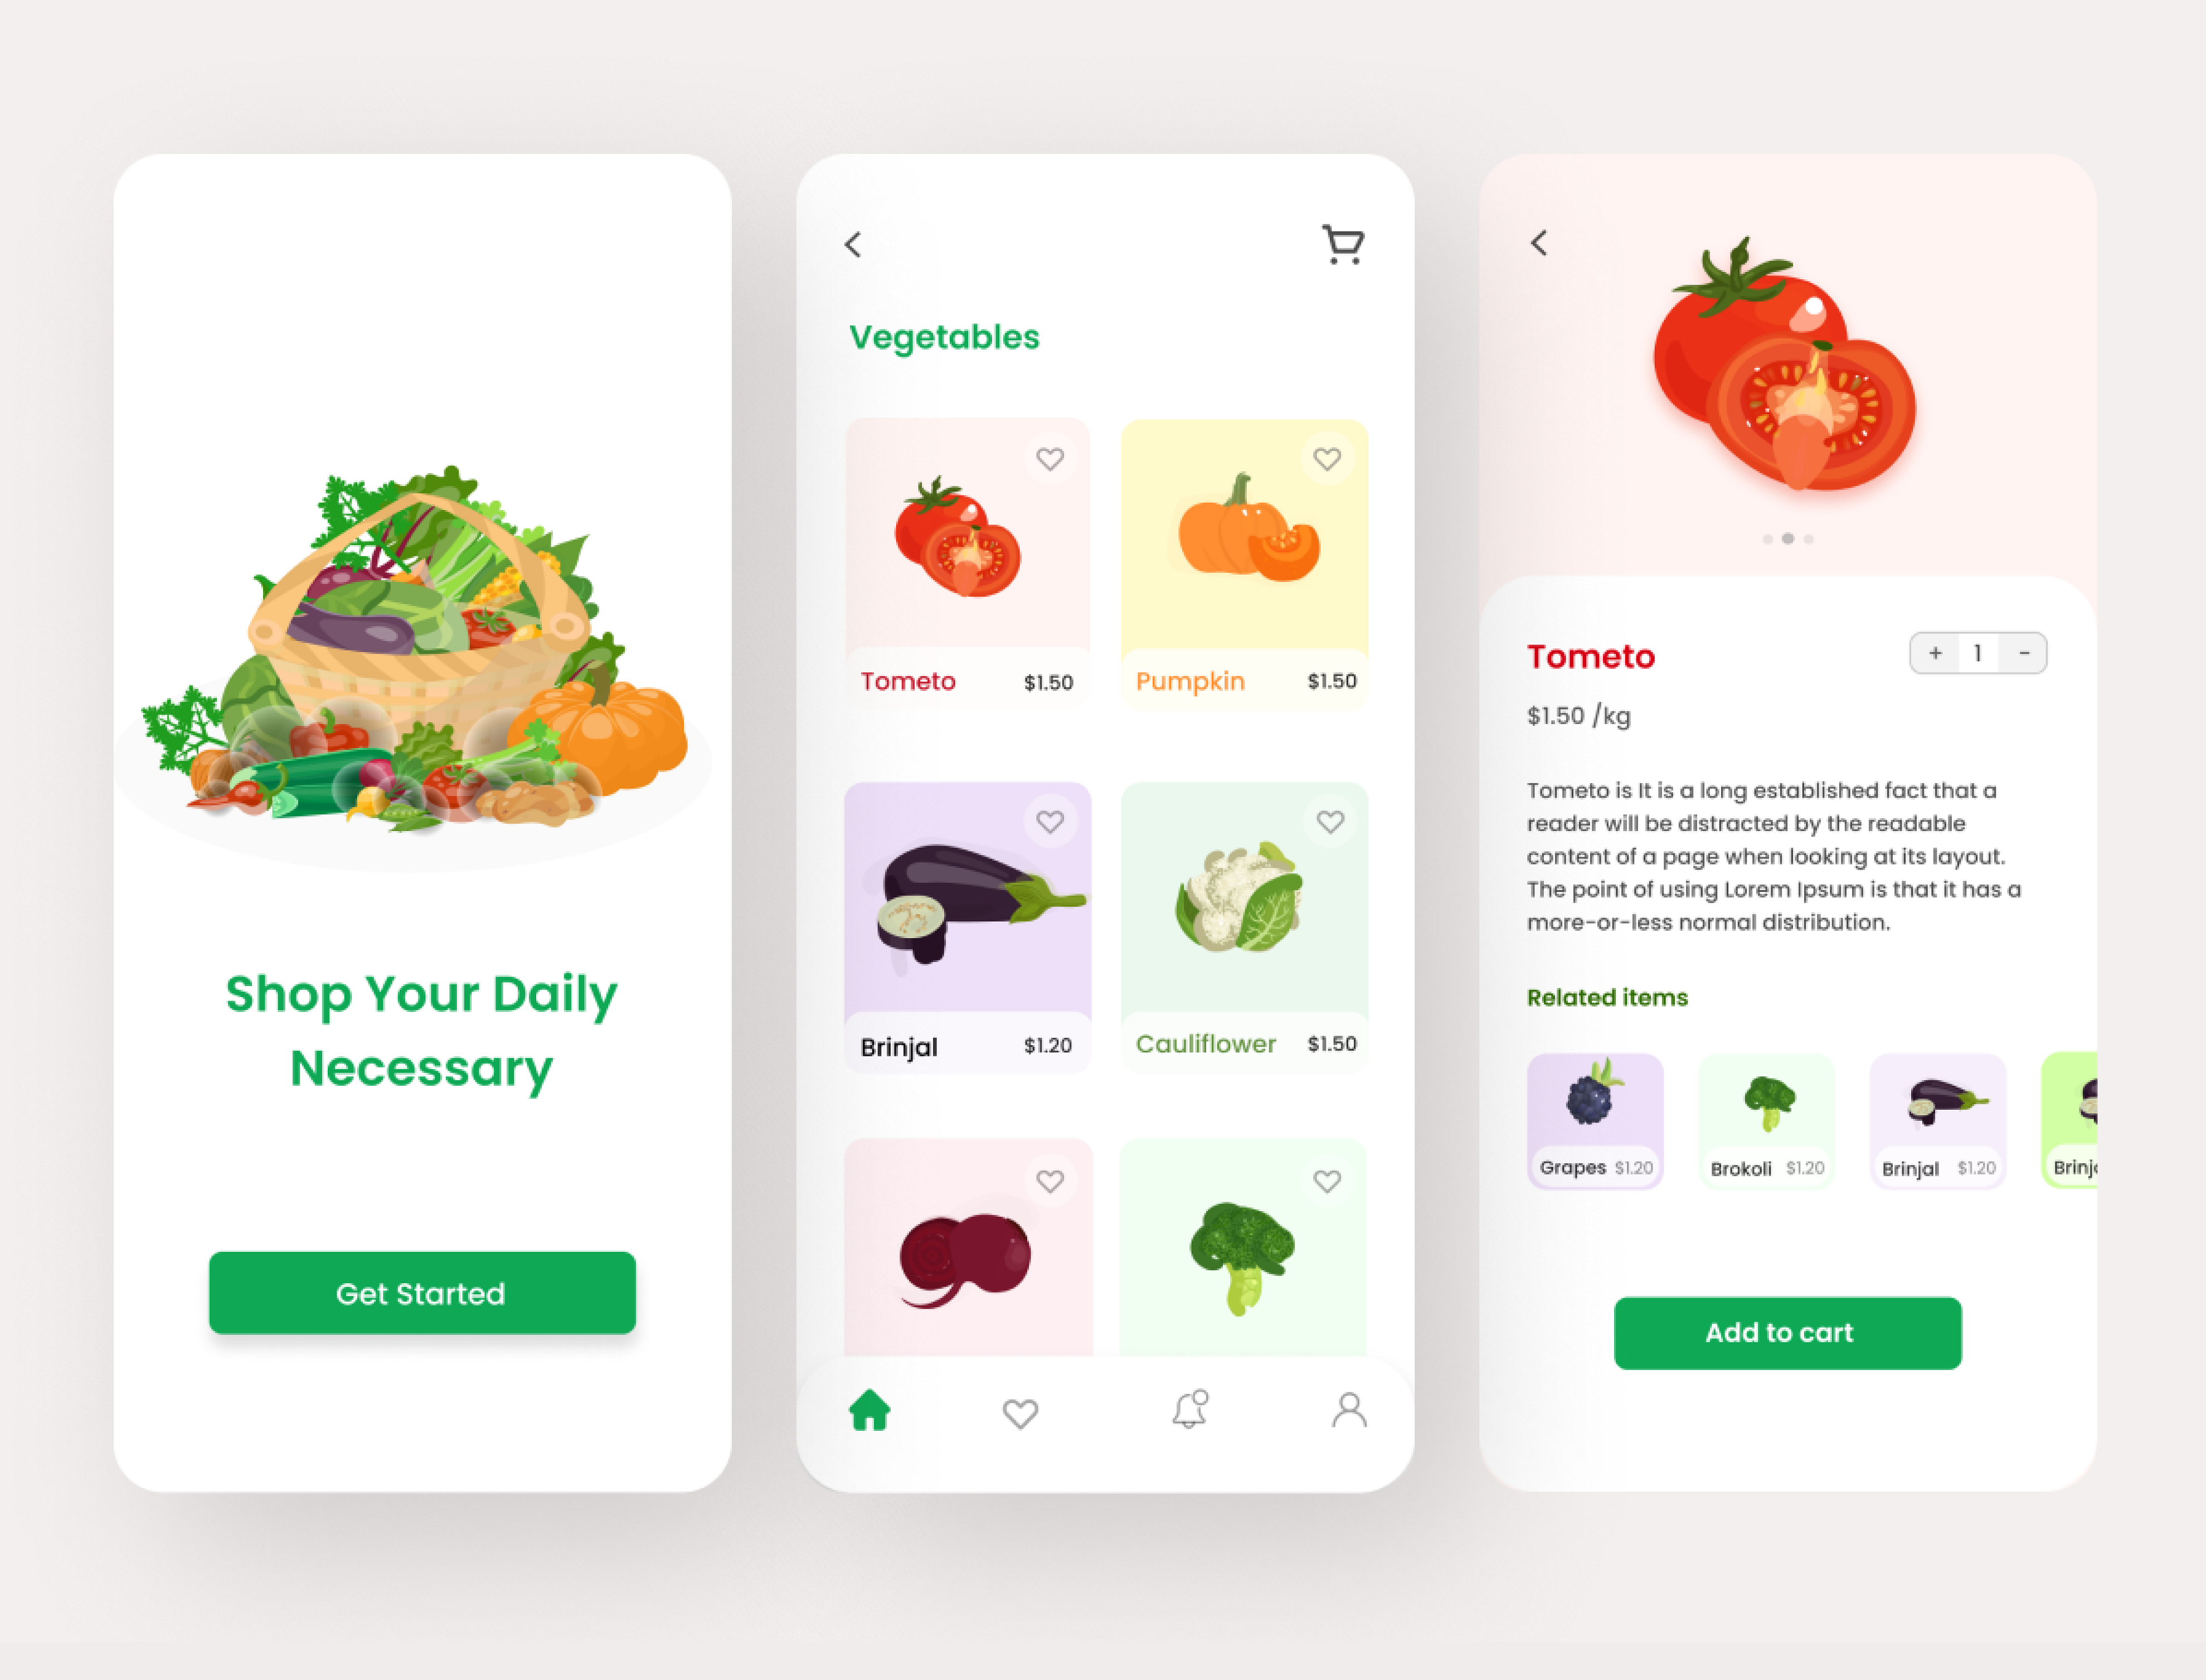 Shop Your Daily
Necessary
Get Started
Vegetables
Tometo $1.50
Pumpkin $1.50
Brinjal $1.20
Cauliflower $1.50
Tometo
+ 1 -
$1.50 /kg
Tometo is It is a long established fact that a
reader will be distracted by the readable
content of a page when looking at its layout.
The point of using Lorem Ipsum is that it has a
more-or-less normal distribution.
Related items
Grapes $1.20
Brokoli $1.20
Brinjal $1.20
Brinj
Add to cart